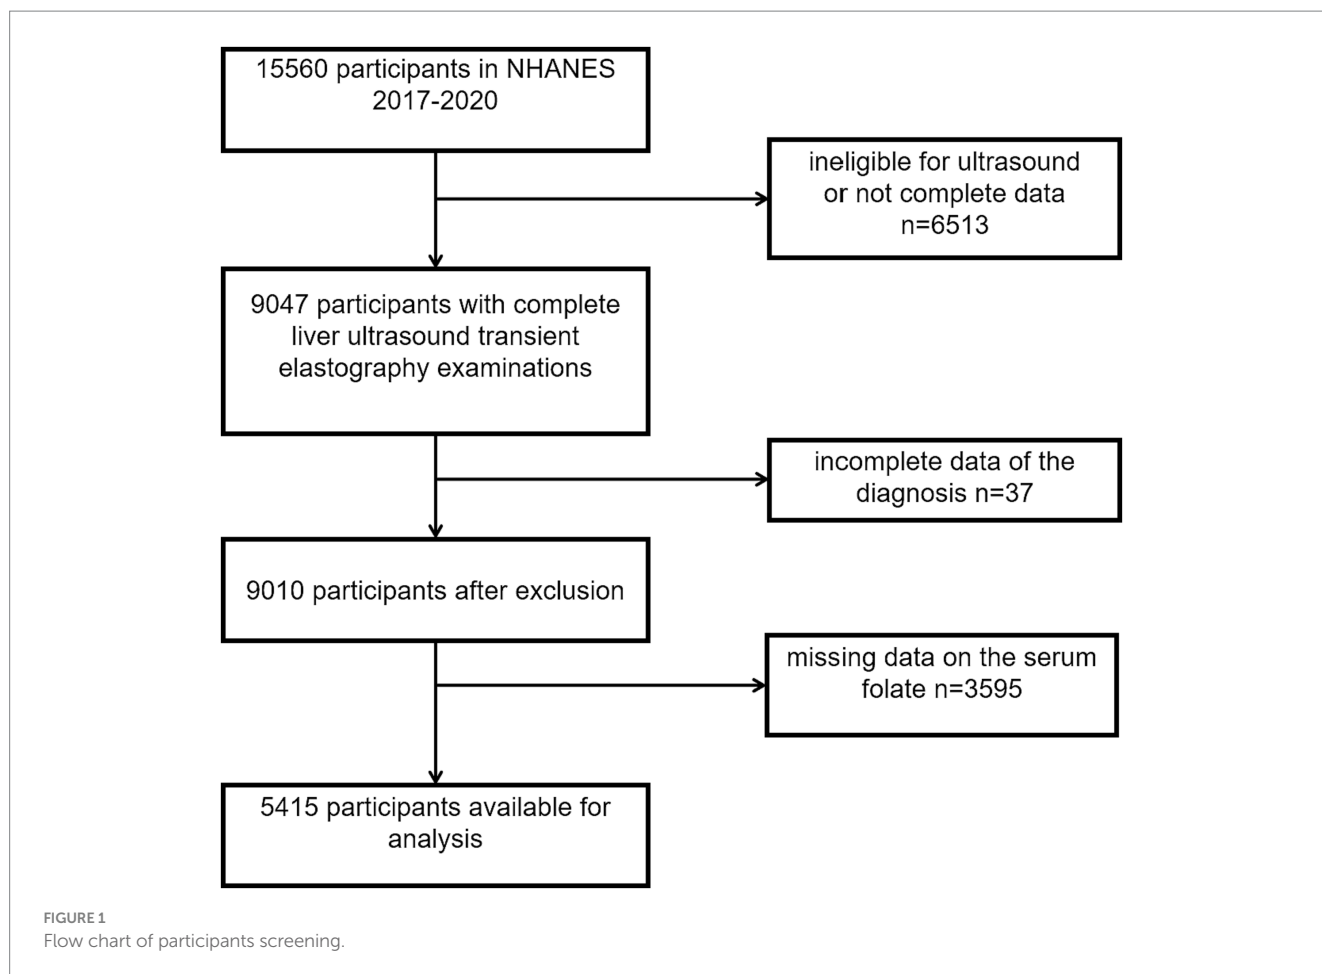 15560 participants in NHANES
2017-2020
ineligible for ultrasound
or not complete data
n=6513
9047 participants with complete
liver ultrasound transient
elastography examinations
incomplete data of the
diagnosis n=37
9010 participants after exclusion
missing data on the serum
folate n=3595
5415 participants available for
analysis
FIGURE 1
Flow chart of participants screening.